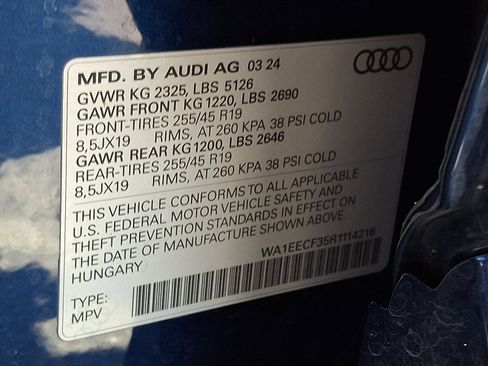 MFD. BY AUDI AG 03 24
GVWR KG 2325, LBS 5126
GAWR FRONT KG 1220, LBS 2690
FRONT-TIRES 255/45 R19
8,5JX19 RIMS, AT 260 KPA 38 PSI COLD
GAWR REAR KG 1200, LBS 2646
REAR-TIRES 255/45 R19
8,5JX19 RIMS, AT 260 KPA 38 PSI COLD
THIS VEHICLE CONFORMS TO ALL APPLICABLE
U.S. FEDERAL MOTOR VEHICLE SAFETY AND
THEFT PREVENTION STANDARDS IN EFFECT ON
THE DATE OF MANUFACTURE SHOWN ABOVE.
HUNGARY
WA1EECF35R1114216
TYPE:
MPV